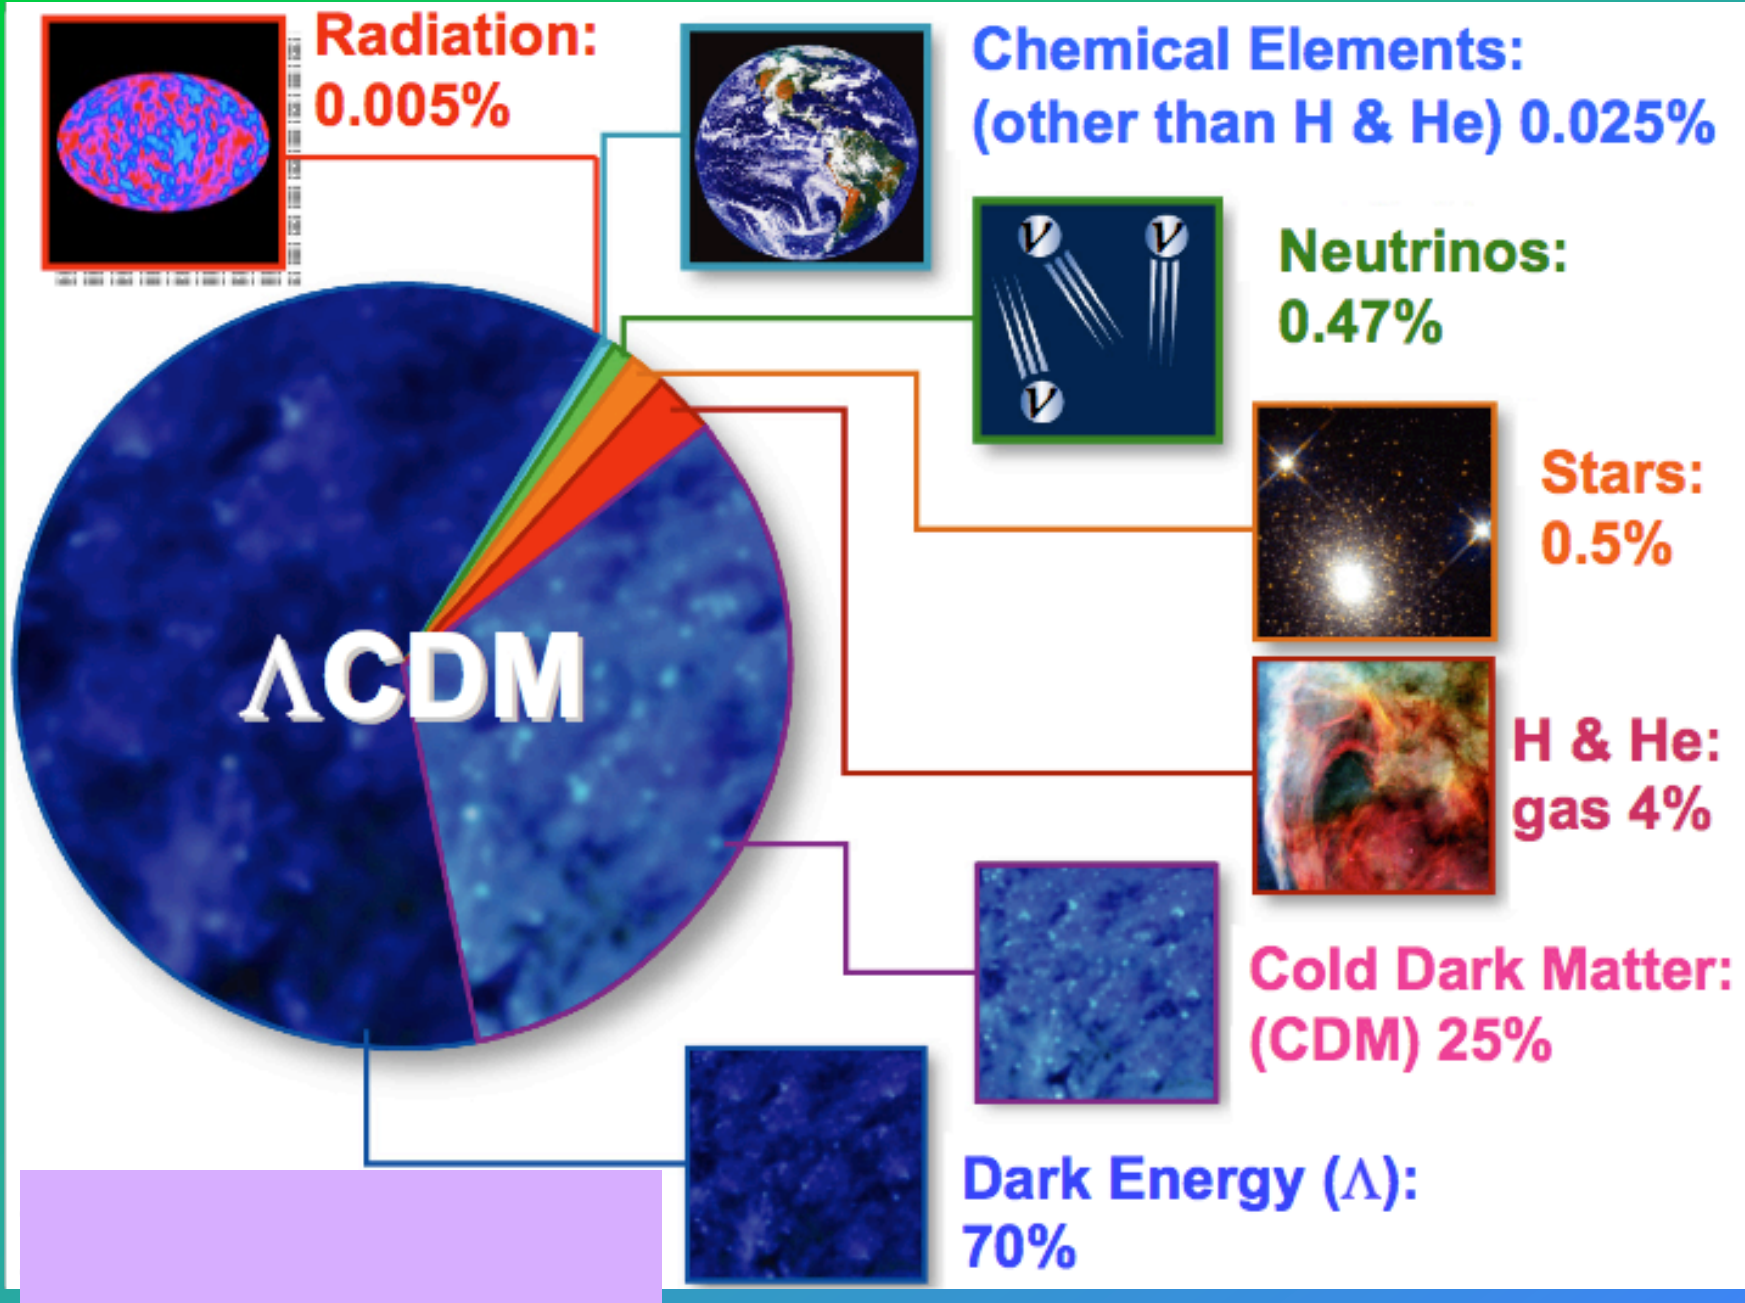 Radiation:
0.005%
Chemical Elements:
(other than H & He) 0.025%
ν
ν
ν
Neutrinos:
0.47%
Stars:
0.5%
ΛCDM
H & He:
gas 4%
Cold Dark Matter:
(CDM) 25%
Dark Energy (Λ):
70%